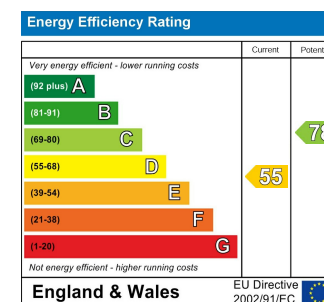 Energy Efficiency Rating
Current
Very energy efficient - lower running costs
(92 plus) A
(81-91) B
(69-80) C
(55-68) D
55
(39-54) E
(21-38) F
(1-20) G
Not energy efficient - higher running costs
England & Wales
EU Directive
2002/91/EC